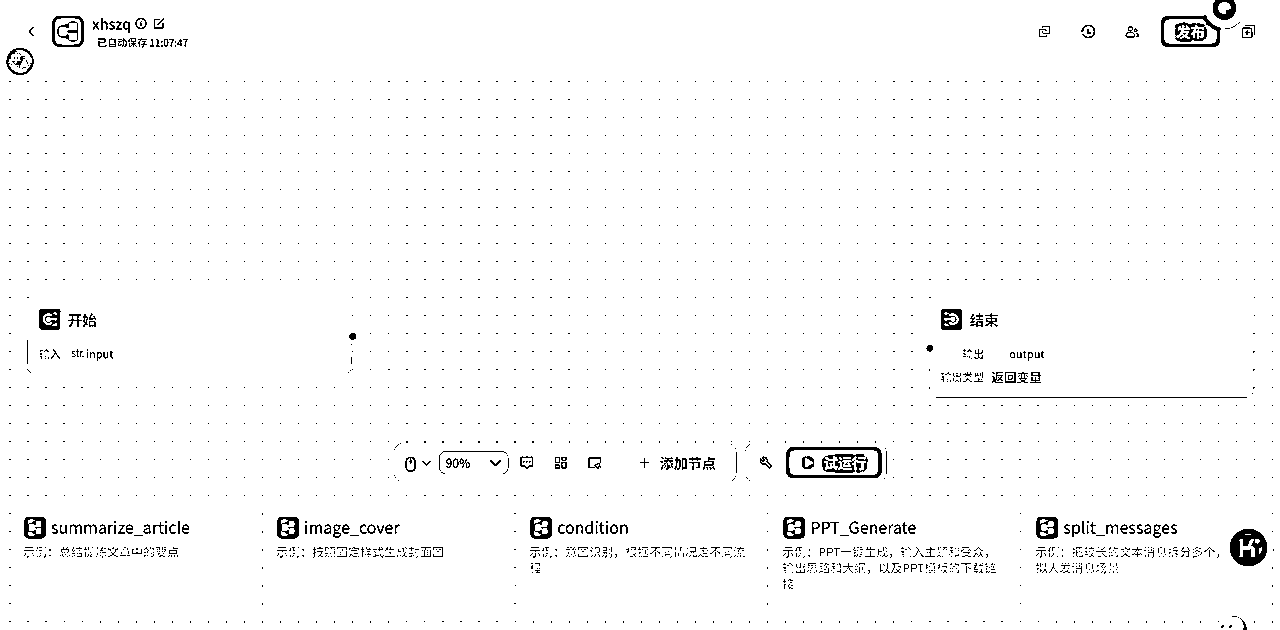 xhszq
已自动保存 11:07:47
发布
开始
输入 str. input
结束
输出 output
输出类型 返回变量
90%
添加节点
试运行
summarize_article
示例：总结提炼文章中的要点
image_cover
示例：按照固定样式生成封面图
condition
示例：意图识别，根据不同情况走不同流
程
PPT_Generate
示例：PPT一键生成，输入主题和受众，
输出思路和大纲，以及PPT模板的下载链
接
split_messages
示例：把较长的文本消息拆分多个，
拟人发消息场景